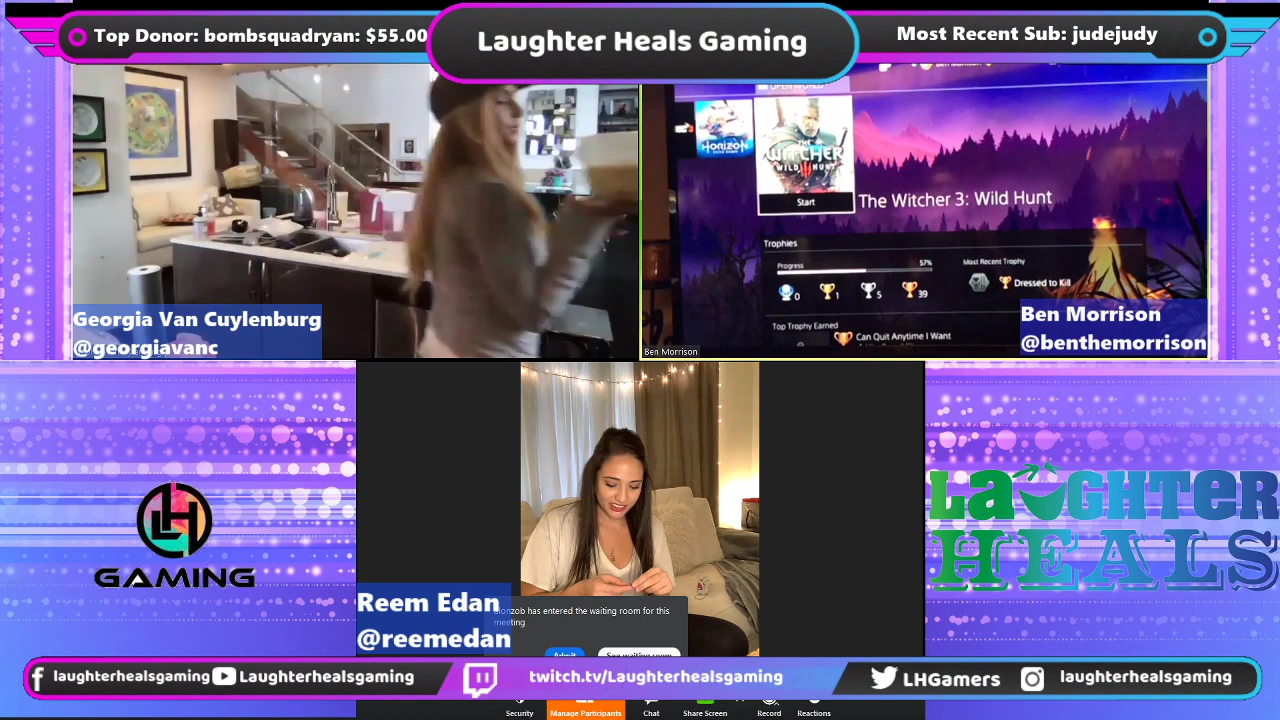 Top Donor: bombsquadryan: $55.00
Laughter Heals Gaming
Most Recent Sub: judejudy
HORIZON
THE
WITCHER
WILD HUNT
Start
The Witcher 3: Wild Hunt
Trophies
Progress
57%
0
1
5
39
Most Recent Trophy
Dressed to Kill
Top Trophy Earned
Can Quit Anytime I Want
Georgia Van Cuylenburg
@georgiavanc
Ben Morrison
@benthemorrison
Ben Morrison
LH
GAMING
LAUGHTER
HEALS
Reem Edan
@reemedan
has entered the waiting room for this
meeting
Admit
See waiting room
laughterhealsgaming
Laughterhealsgaming
twitch.tv/Laughterhealsgaming
LHGamers
laughterhealsgaming
Security
Manage Participants
Chat
Share Screen
Record
Reactions